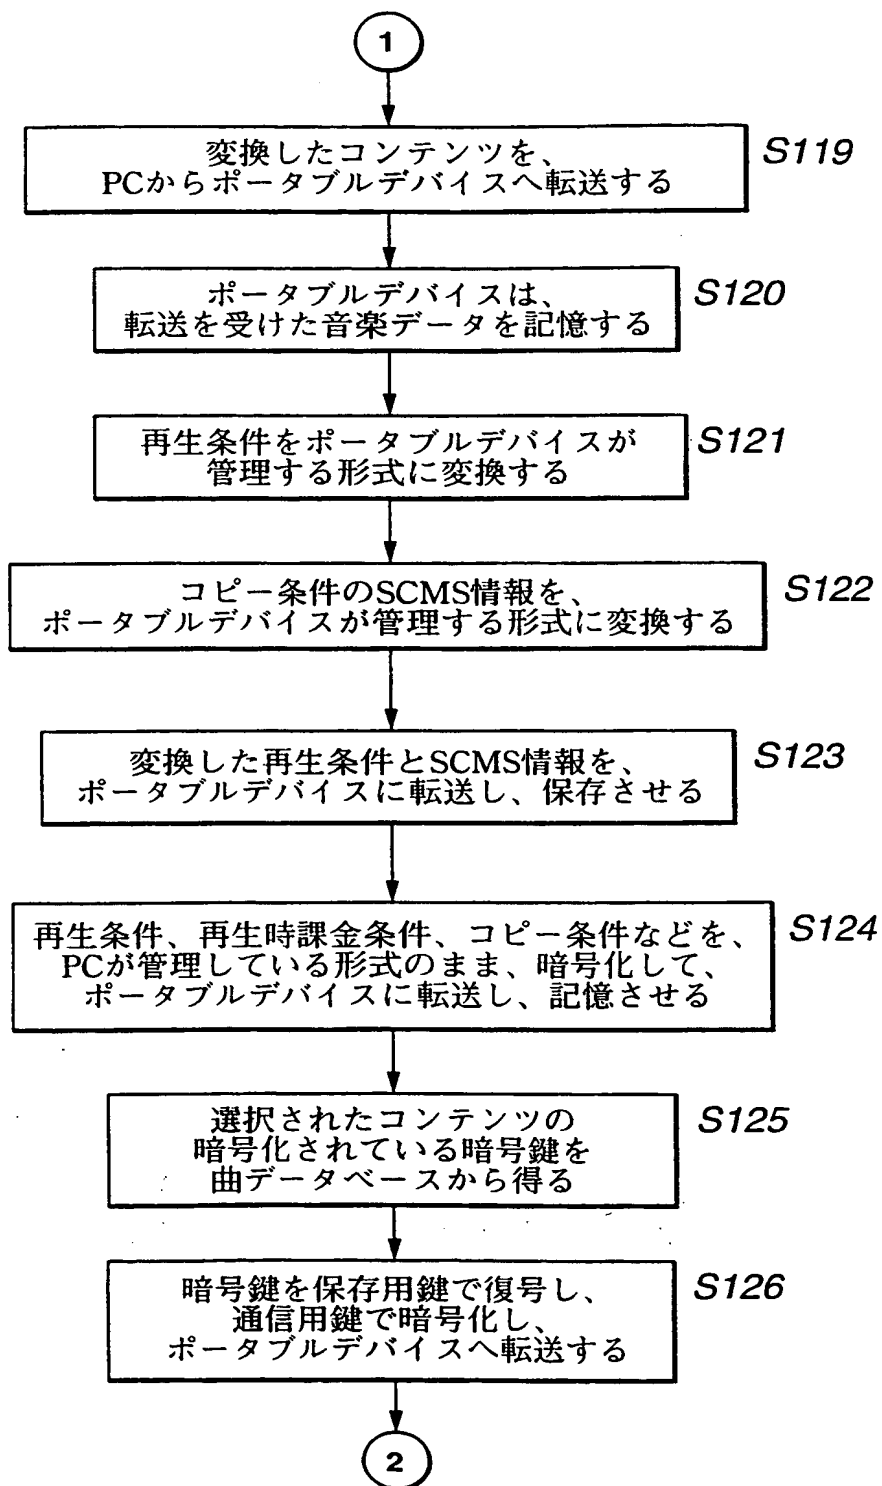 1
変換したコンテンツを、
PCからポータブルデバイスへ転送する
S119
ポータブルデバイスは、
転送を受けた音楽データを記憶する
S120
再生条件をポータブルデバイスが
管理する形式に変換する
S121
コピー条件のSCMS情報を、
ポータブルデバイスが管理する形式に変換する
S122
変換した再生条件とSCMS情報を、
ポータブルデバイスに転送し、保存させる
S123
再生条件、再生時課金条件、コピー条件などを、
PCが管理している形式のまま、暗号化して、
ポータブルデバイスに転送し、記憶させる
S124
選択されたコンテンツの
暗号化されている暗号鍵を
曲データベースから得る
S125
暗号鍵を保存用鍵で復号し、
通信用鍵で暗号化し、
ポータブルデバイスへ転送する
S126
2